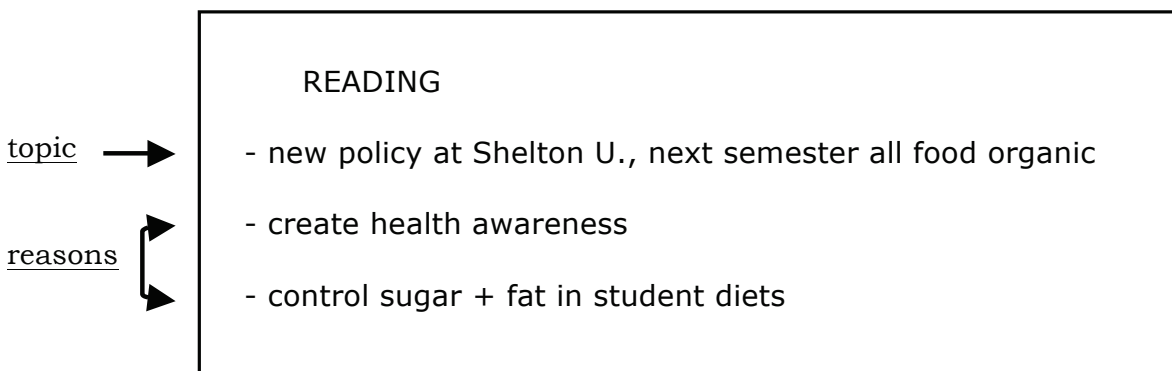 READING
topic
- new policy at Shelton U., next semester all food organic
- create health awareness
reasons
- control sugar + fat in student diets